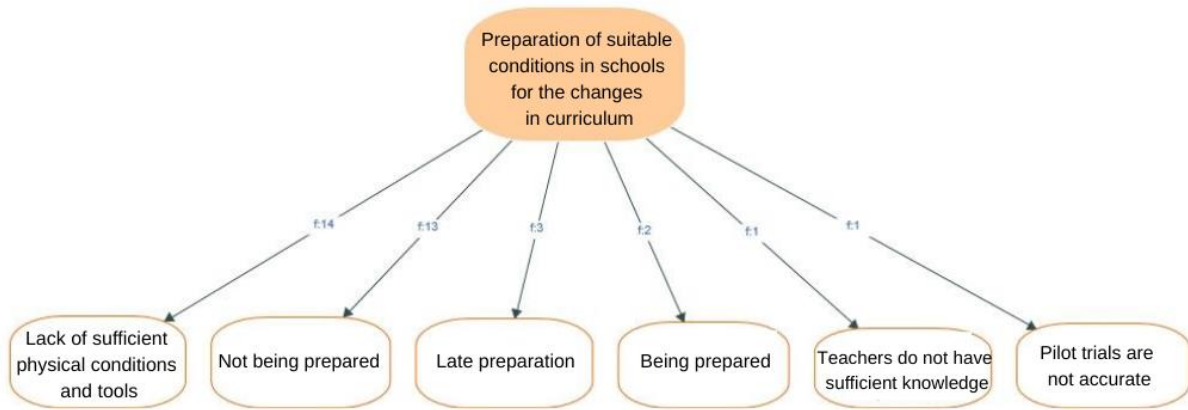 Preparation of suitable
conditions in schools
for the changes
in curriculum
f:14
f:13
f:3
f:2
f:1
f:1
Lack of sufficient
physical conditions
and tools
Not being prepared
Late preparation
Being prepared
Teachers do not have
sufficient knowledge
Pilot trials are
not accurate